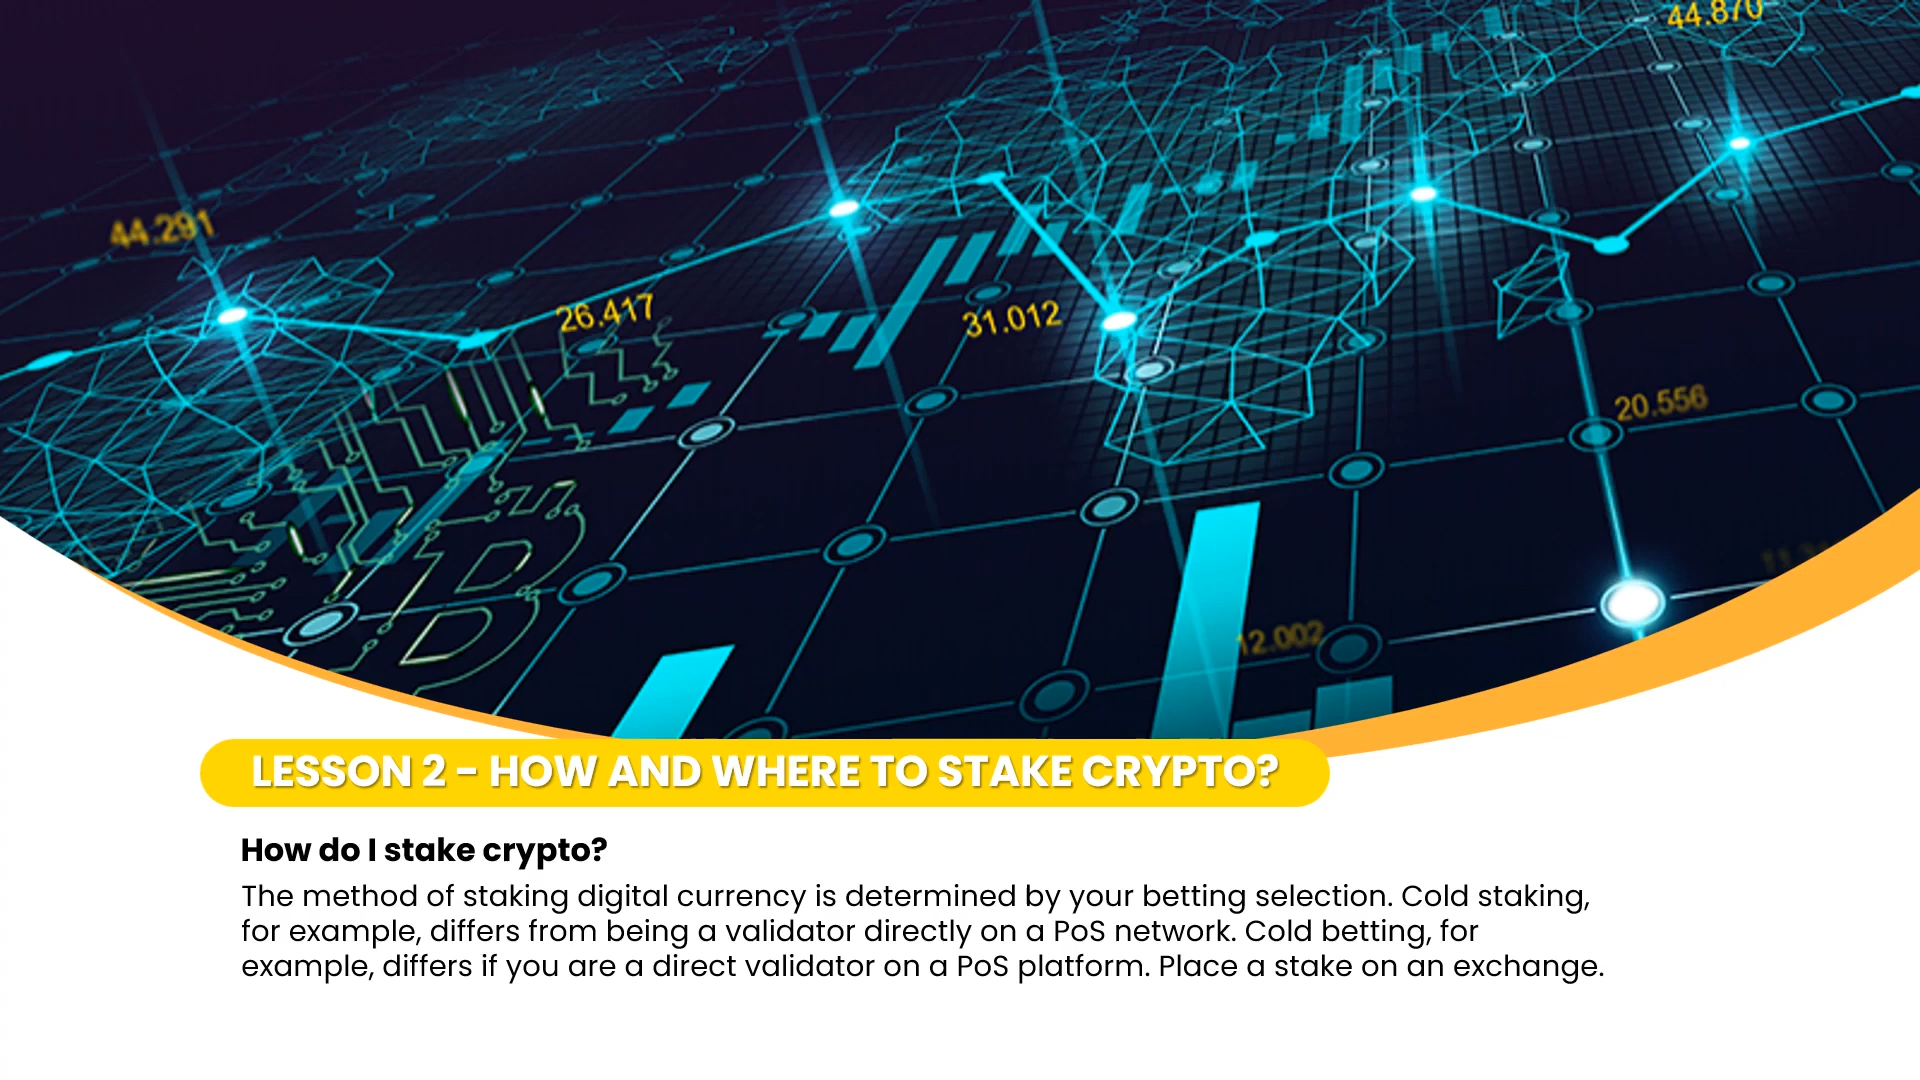 44.870
44.291
26.417
31.012
20.556
12.002
LESSON 2 - HOW AND WHERE TO STAKE CRYPTO?
How do I stake crypto?
The method of staking digital currency is determined by your betting selection. Cold staking,
for example, differs from being a validator directly on a PoS network. Cold betting, for
example, differs if you are a direct validator on a PoS platform. Place a stake on an exchange.